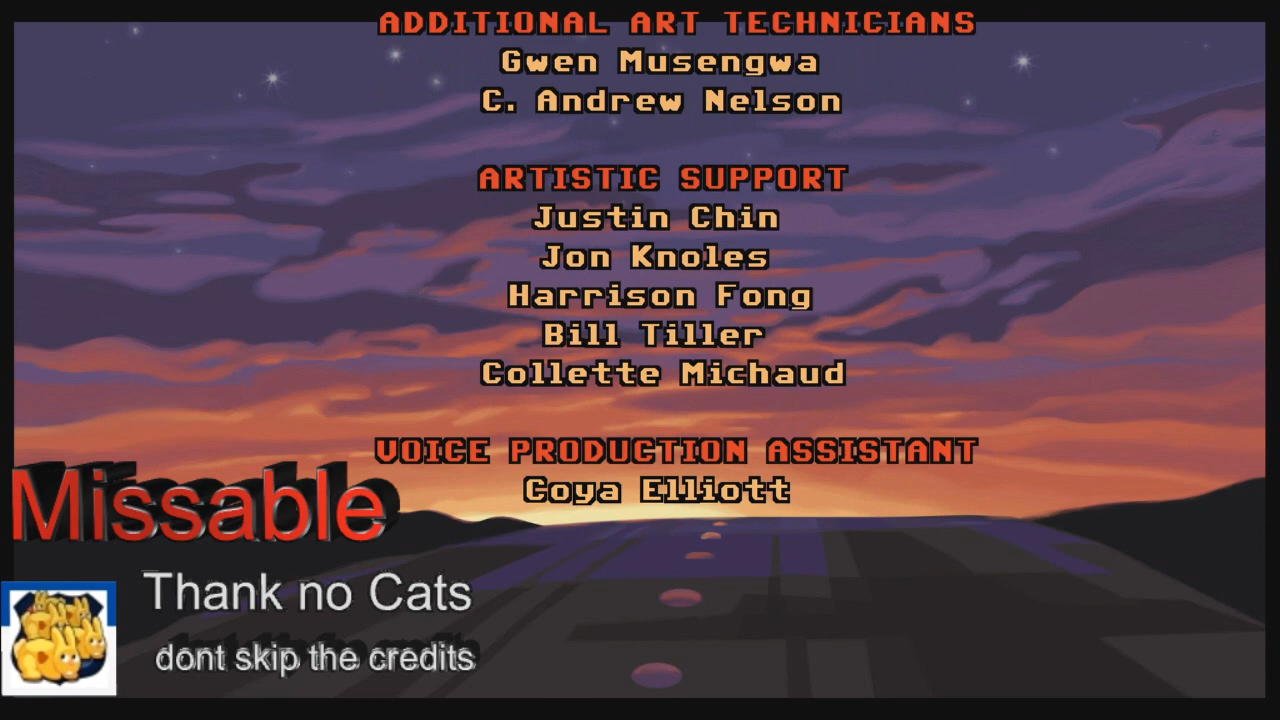 ADDITIONAL ART TECHNICIANS
Gwen Musengwa
C. Andrew Nelson
ARTISTIC SUPPORT
Justin Chin
Jon Knoles
Harrison Fong
Bill Tiller
Collette Michaud
VOICE PRODUCTION ASSISTANT
Coya Elliott
Missable
Thank no Cats
dont skip the credits